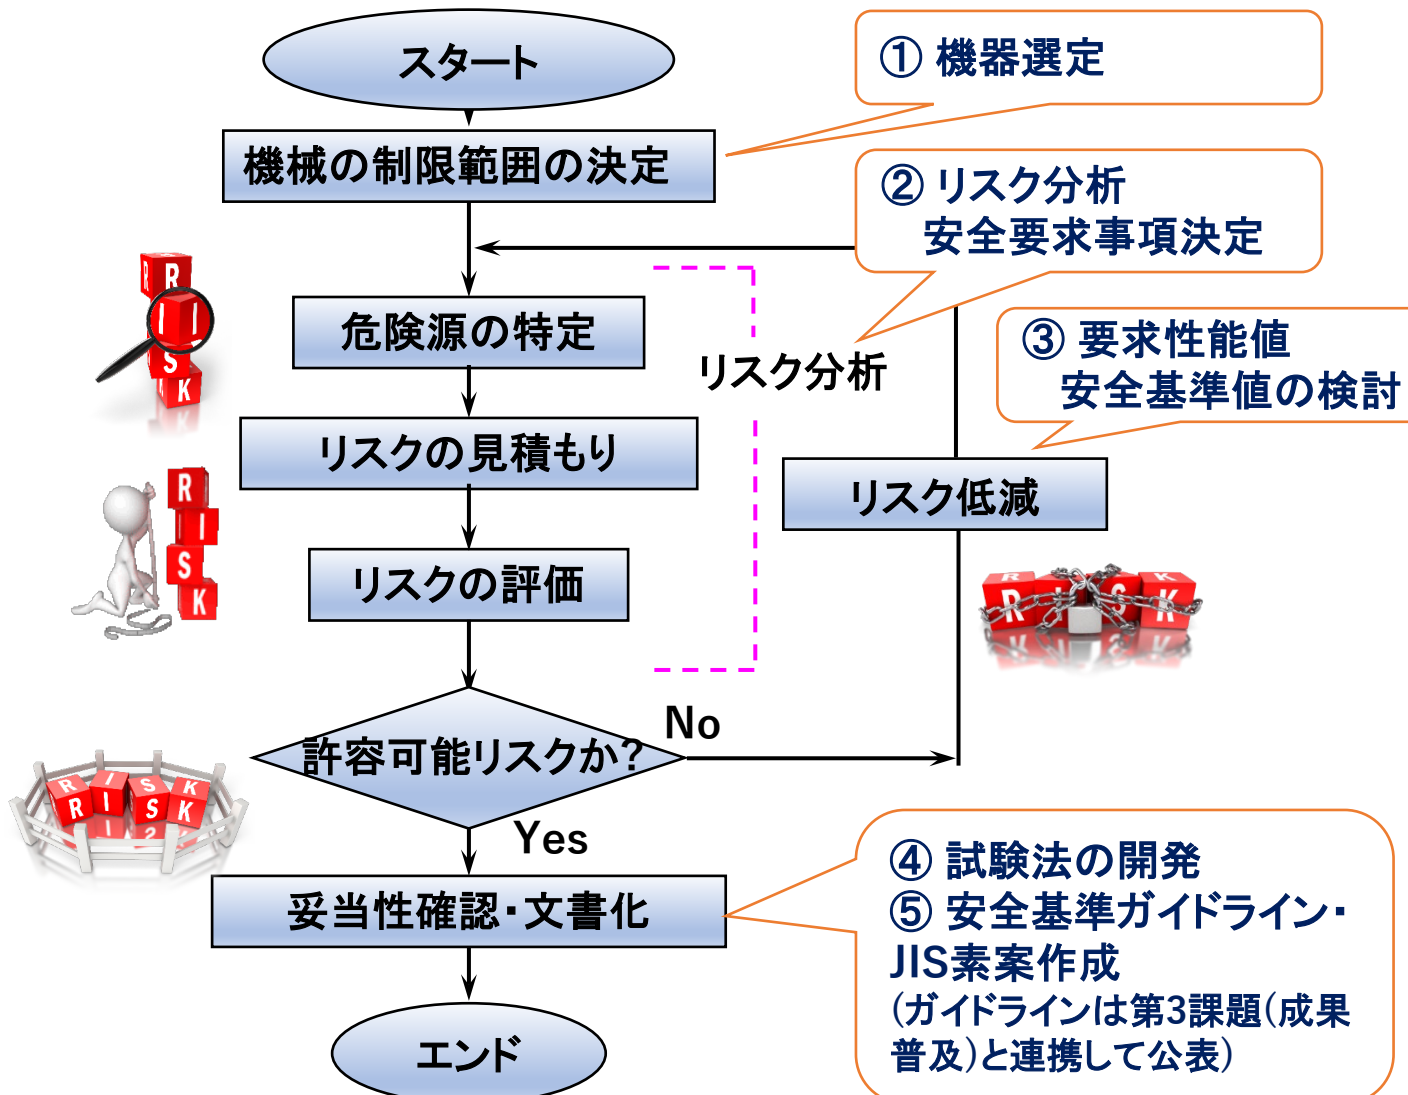 スタート
① 機器選定
機械の制限範囲の決定
② リスク分析
安全要求事項決定
危険源の特定
③ 要求性能値
安全基準値の検討
リスク分析
リスクの見積もり
リスク低減
リスクの評価
許容可能リスクか?
No
Yes
妥当性確認・文書化
④ 試験法の開発
⑤ 安全基準ガイドライン・
JIS素案作成
(ガイドラインは第3課題(成果
普及)と連携して公表)
エンド
R
R
I
I
S
K
K
R
I
S
K
R
I
S
K
R
S
K
R
I
S
K
R
I
S
K